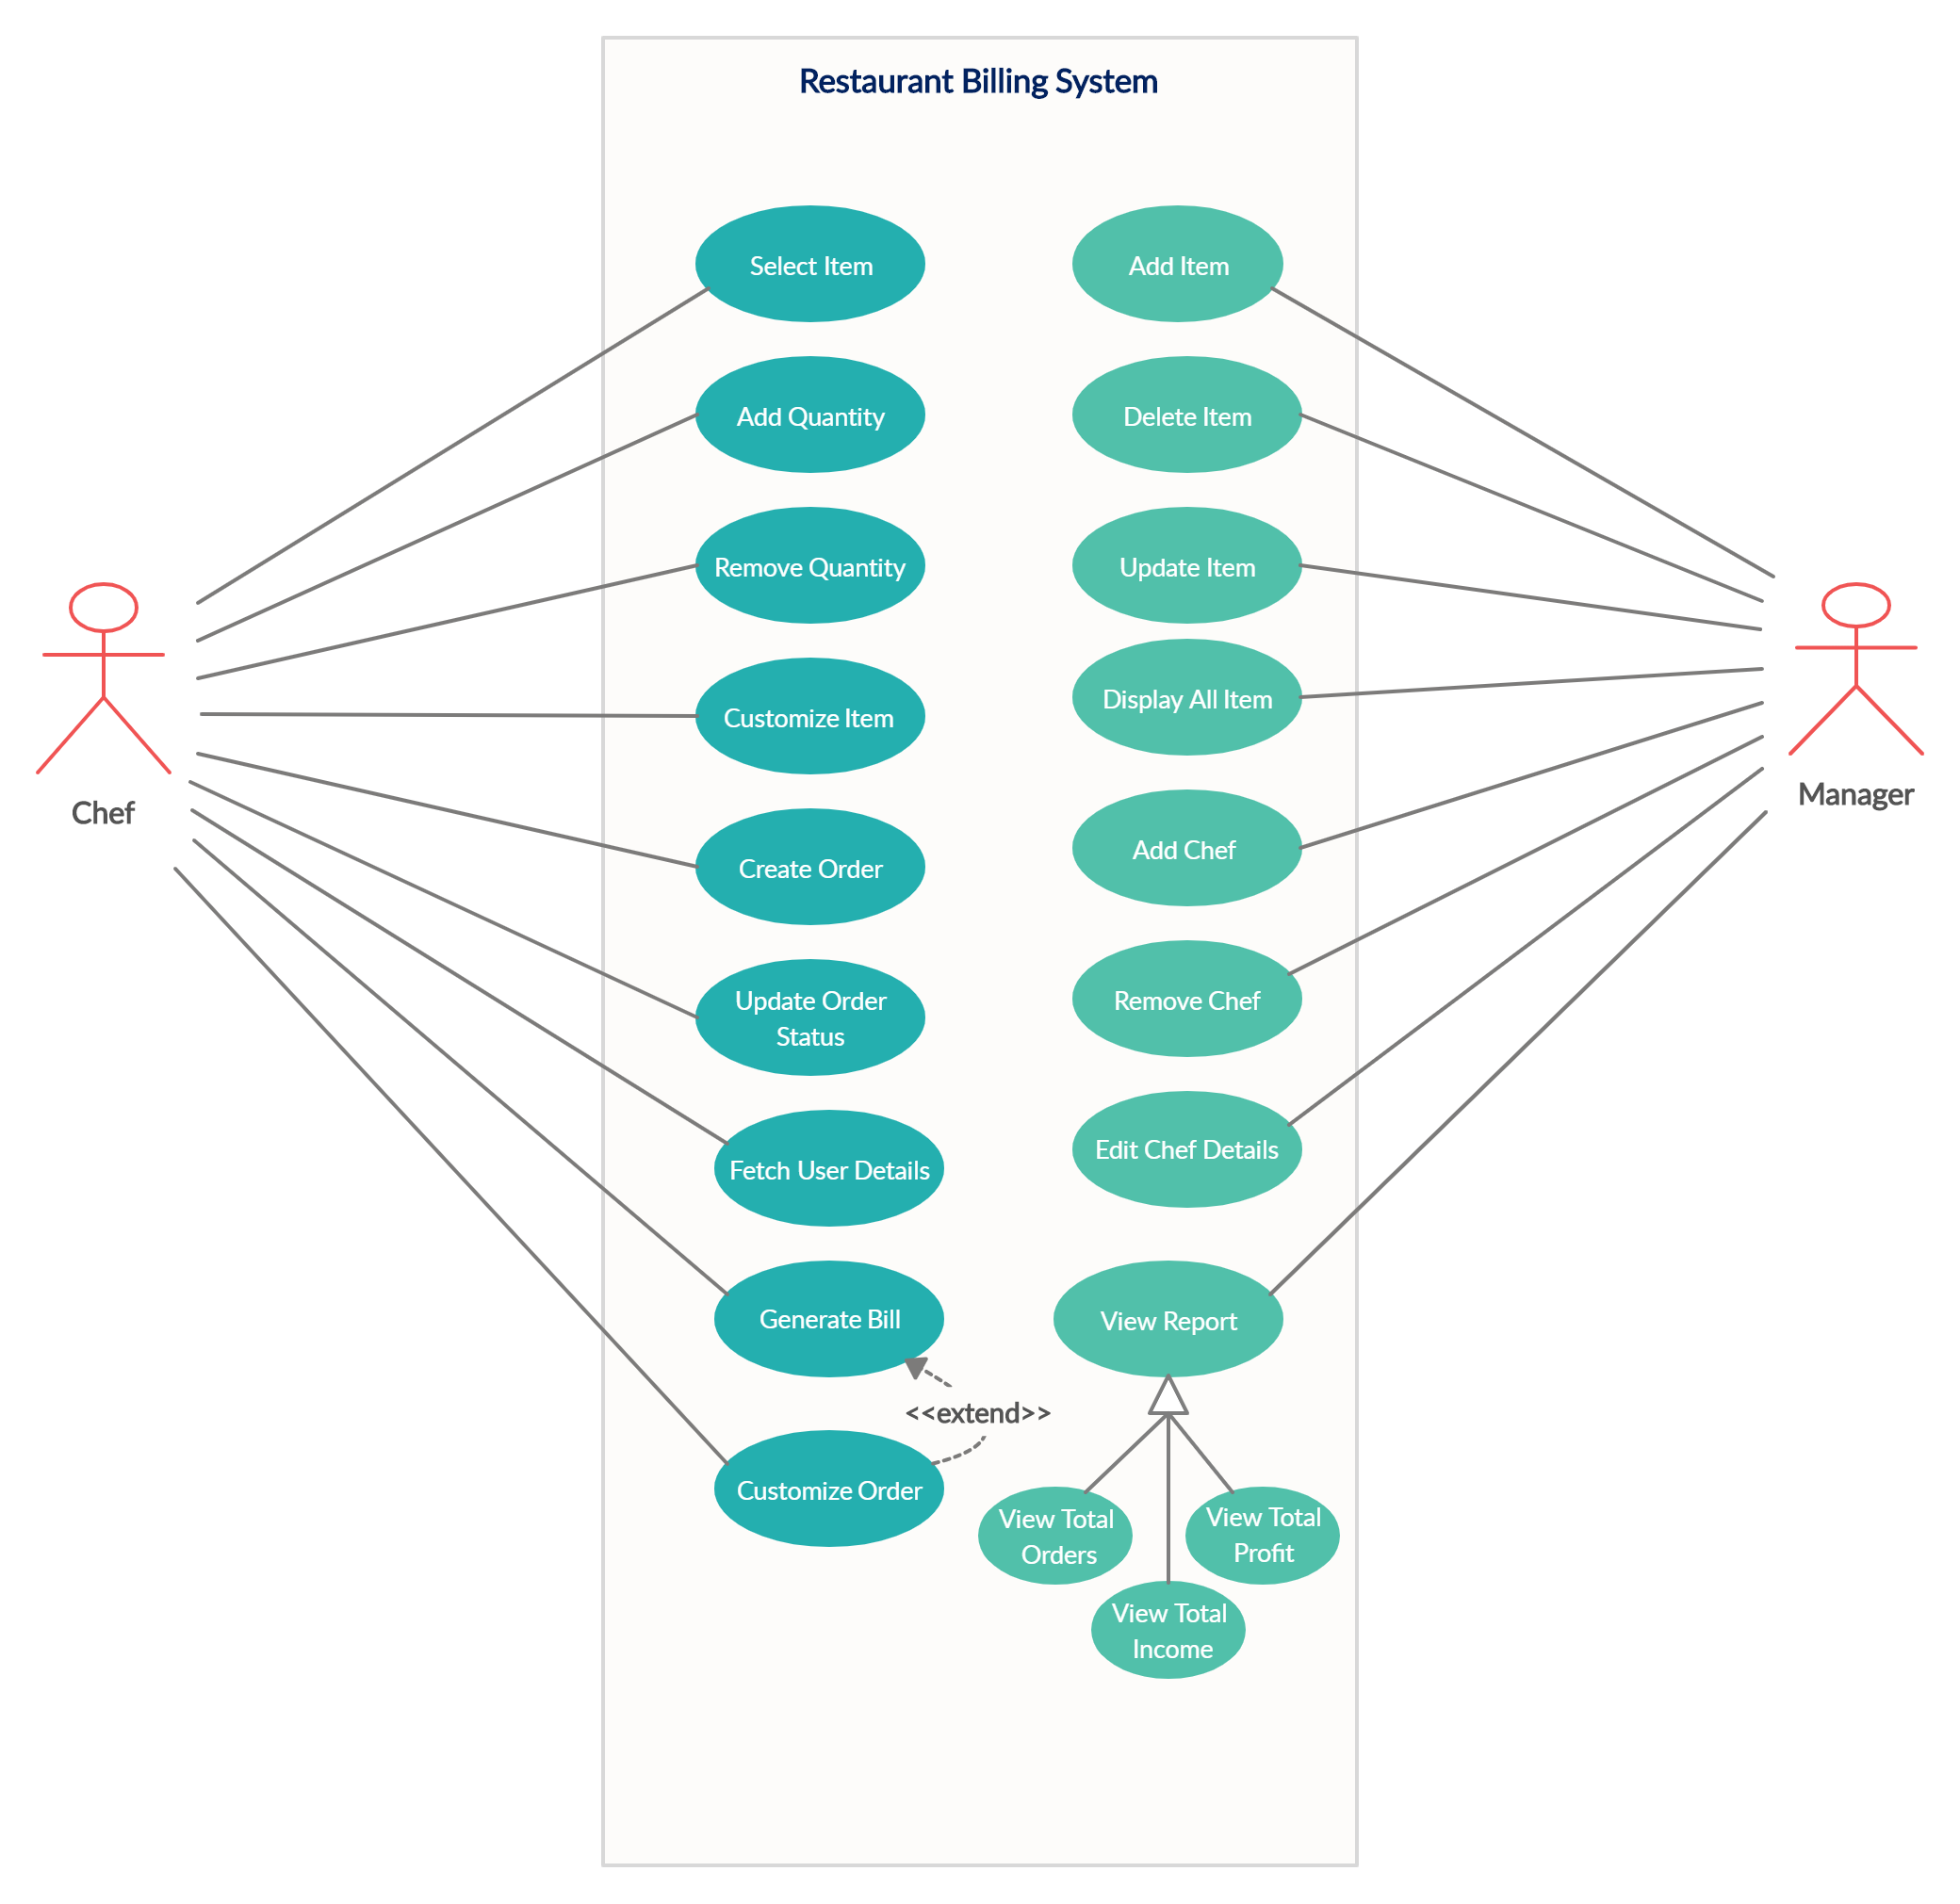 Restaurant Billing System
Select Item
Add Item
Add Quantity
Delete Item
Remove Quantity
Update Item
Customize Item
Display All Item
Chef
Manager
Create Order
Add Chef
Update Order
Status
Remove Chef
Fetch User Details
Edit Chef Details
Generate Bill
View Report
<<extend>>
Customize Order
View Total
Orders
View Total
Profit
View Total
Income